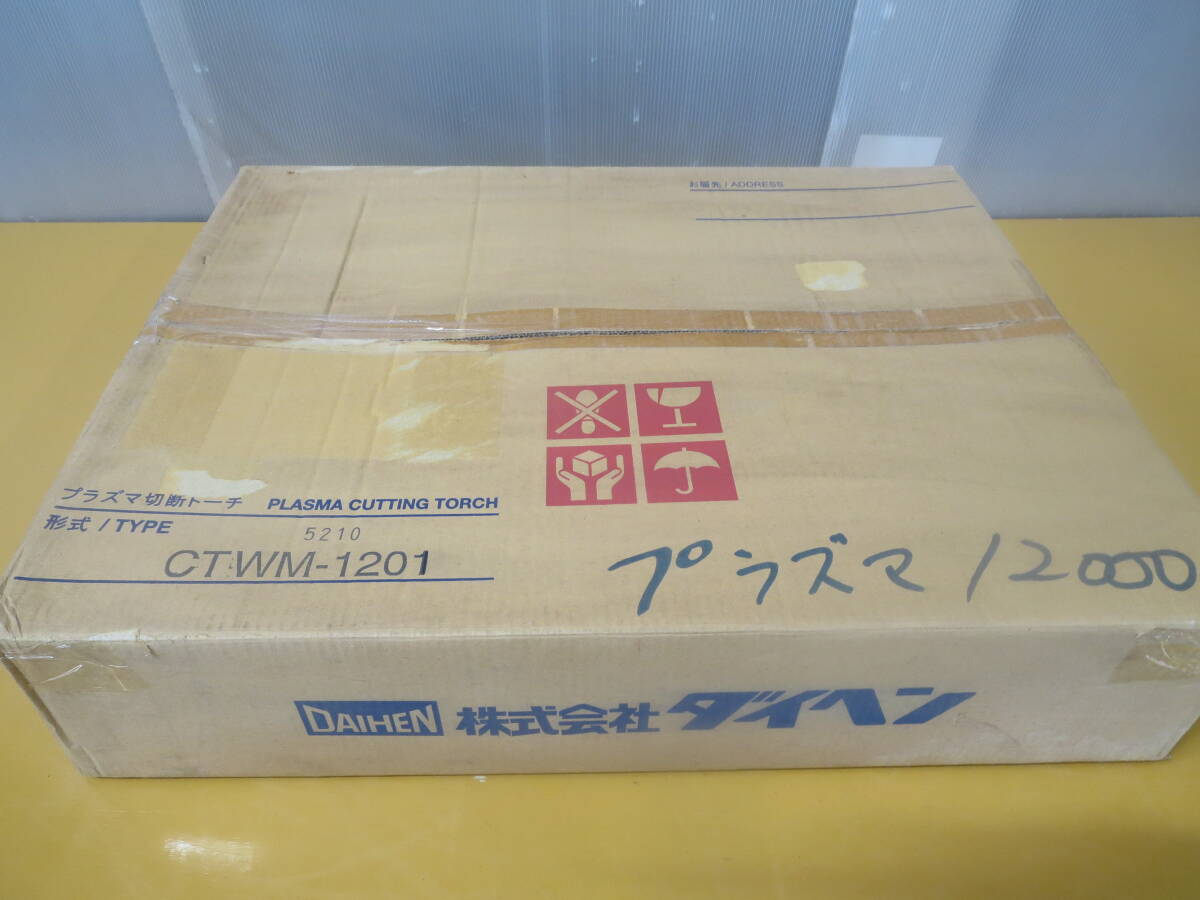 お届先 / ADDRESS
プラズマ切断トーチ PLASMA CUTTING TORCH
形式 / TYPE
5210
CTWM-1201
プラズマ 12000
DAIHEN 株式会社 ダイヘン